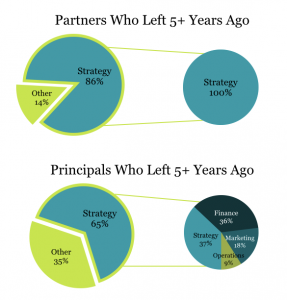 Partners Who Left 5+ Years Ago
Strategy
86%
Other
14%
Strategy
100%
Principals Who Left 5+ Years Ago
Strategy
65%
Other
35%
Finance
36%
Marketing
18%
Strategy
37%
Operations
9%